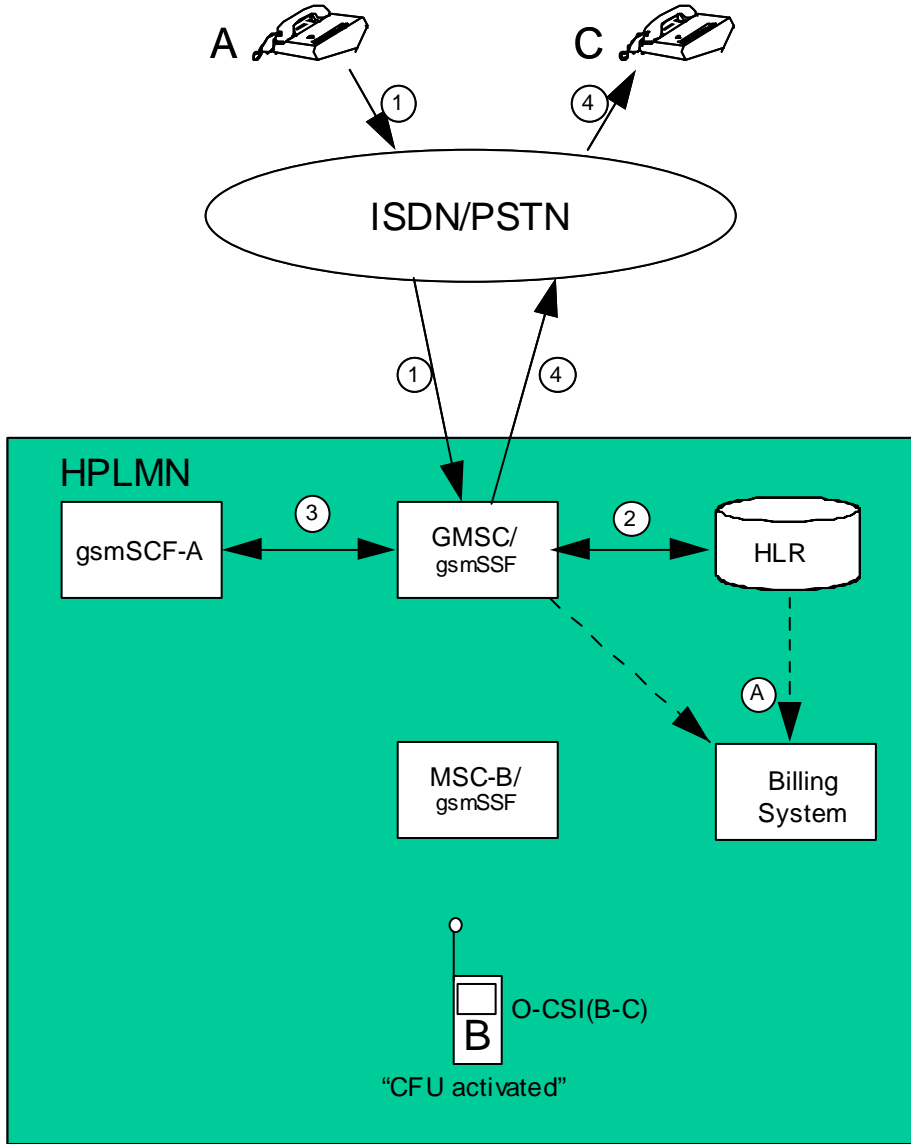 A
C
1
4
ISDN/PSTN
1
4
HPLMN
gsmSCF-A
3
GMSC/
gsmSSF
2
HLR
A
MSC-B/
gsmSSF
Billing
System
O-CSI(B-C)
B
“CFU activated”